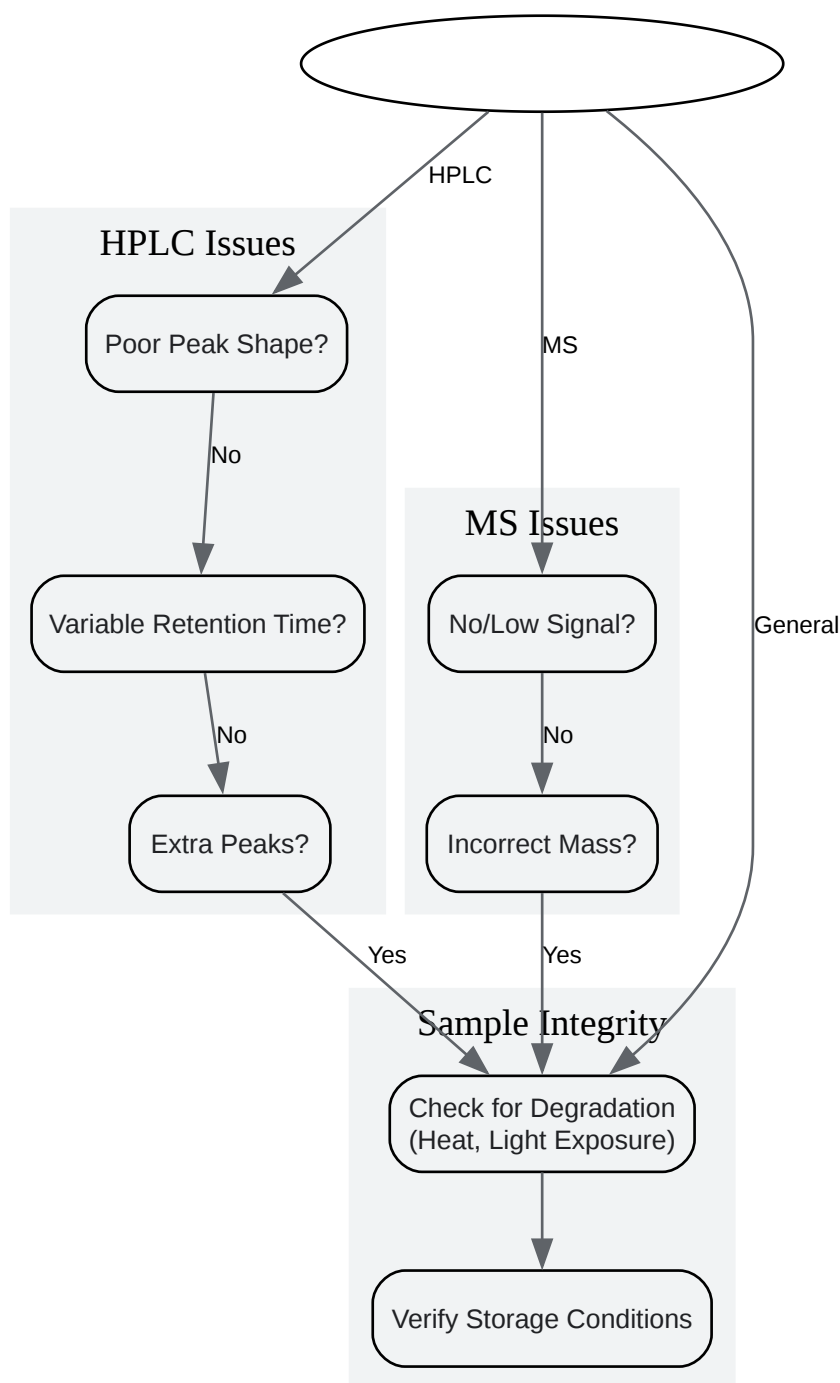 HPLC
HPLC Issues
Poor Peak Shape?
MS
No
MS Issues
Variable Retention Time?
No/Low Signal?
General
No
No
Extra Peaks?
Incorrect Mass?
Yes
Yes
Sample Integrity
Check for Degradation
(Heat, Light Exposure)
Verify Storage Conditions